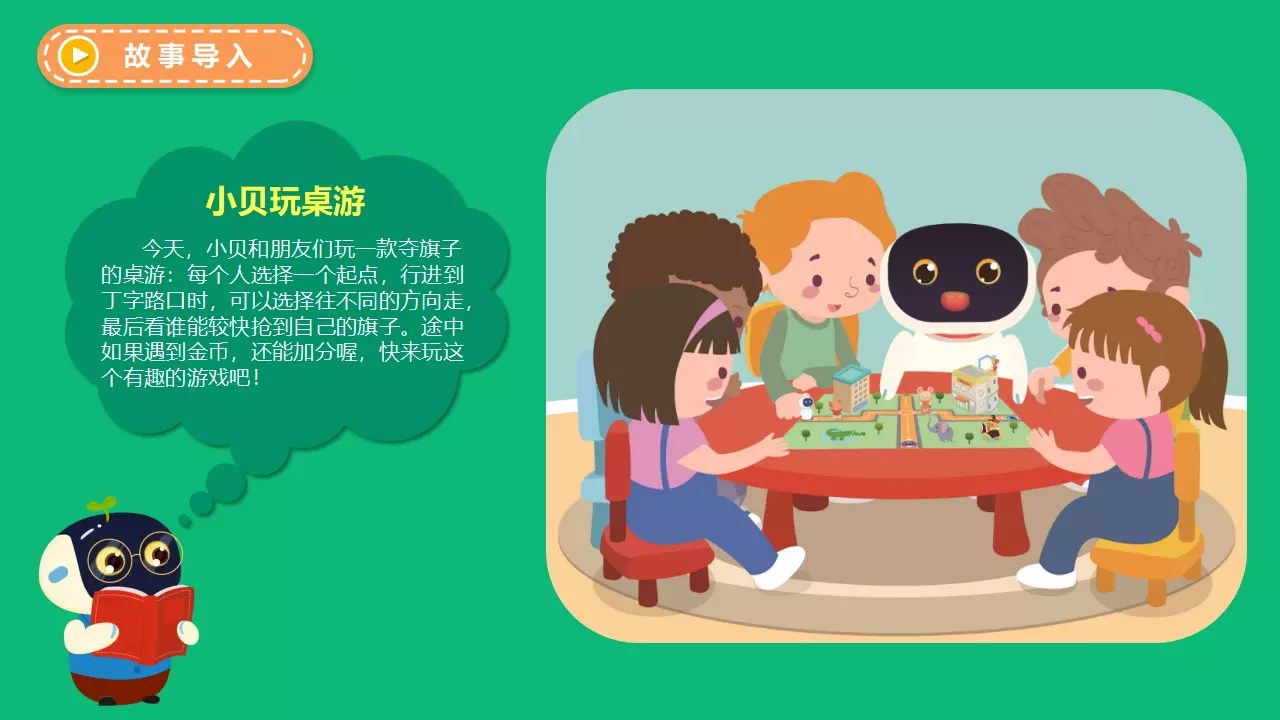 故事导入
小贝玩桌游
今天，小贝和朋友们玩一款夺旗子
的桌游：每个人选择一个起点，行进到
丁字路口时，可以选择往不同的方向走，
最后看谁能较快抢到自己的旗子。途中
如果遇到金币，还能加分喔，快来玩这
个有趣的游戏吧！